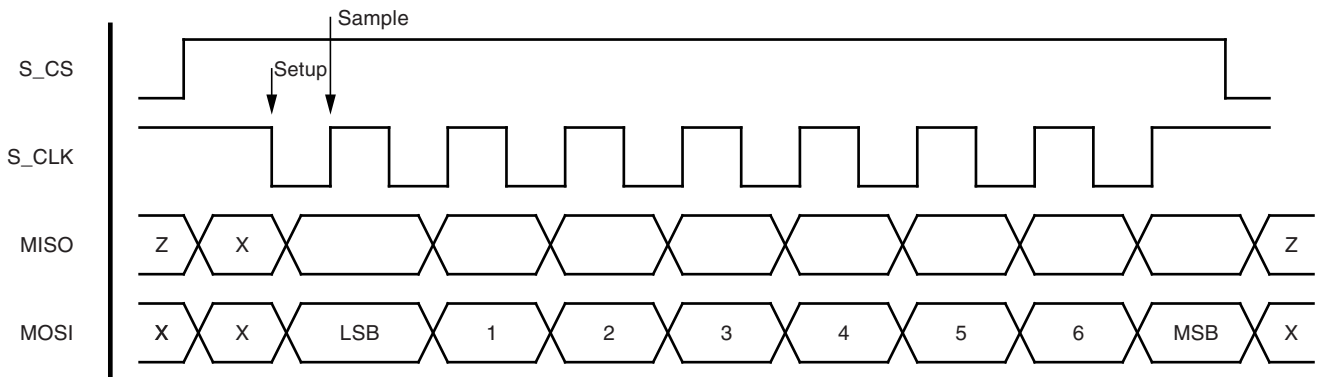 Sample
S_CS
Setup
S_CLK
MISO Z X Z
MOSI X X LSB 1 2 3 4 5 6 MSB X